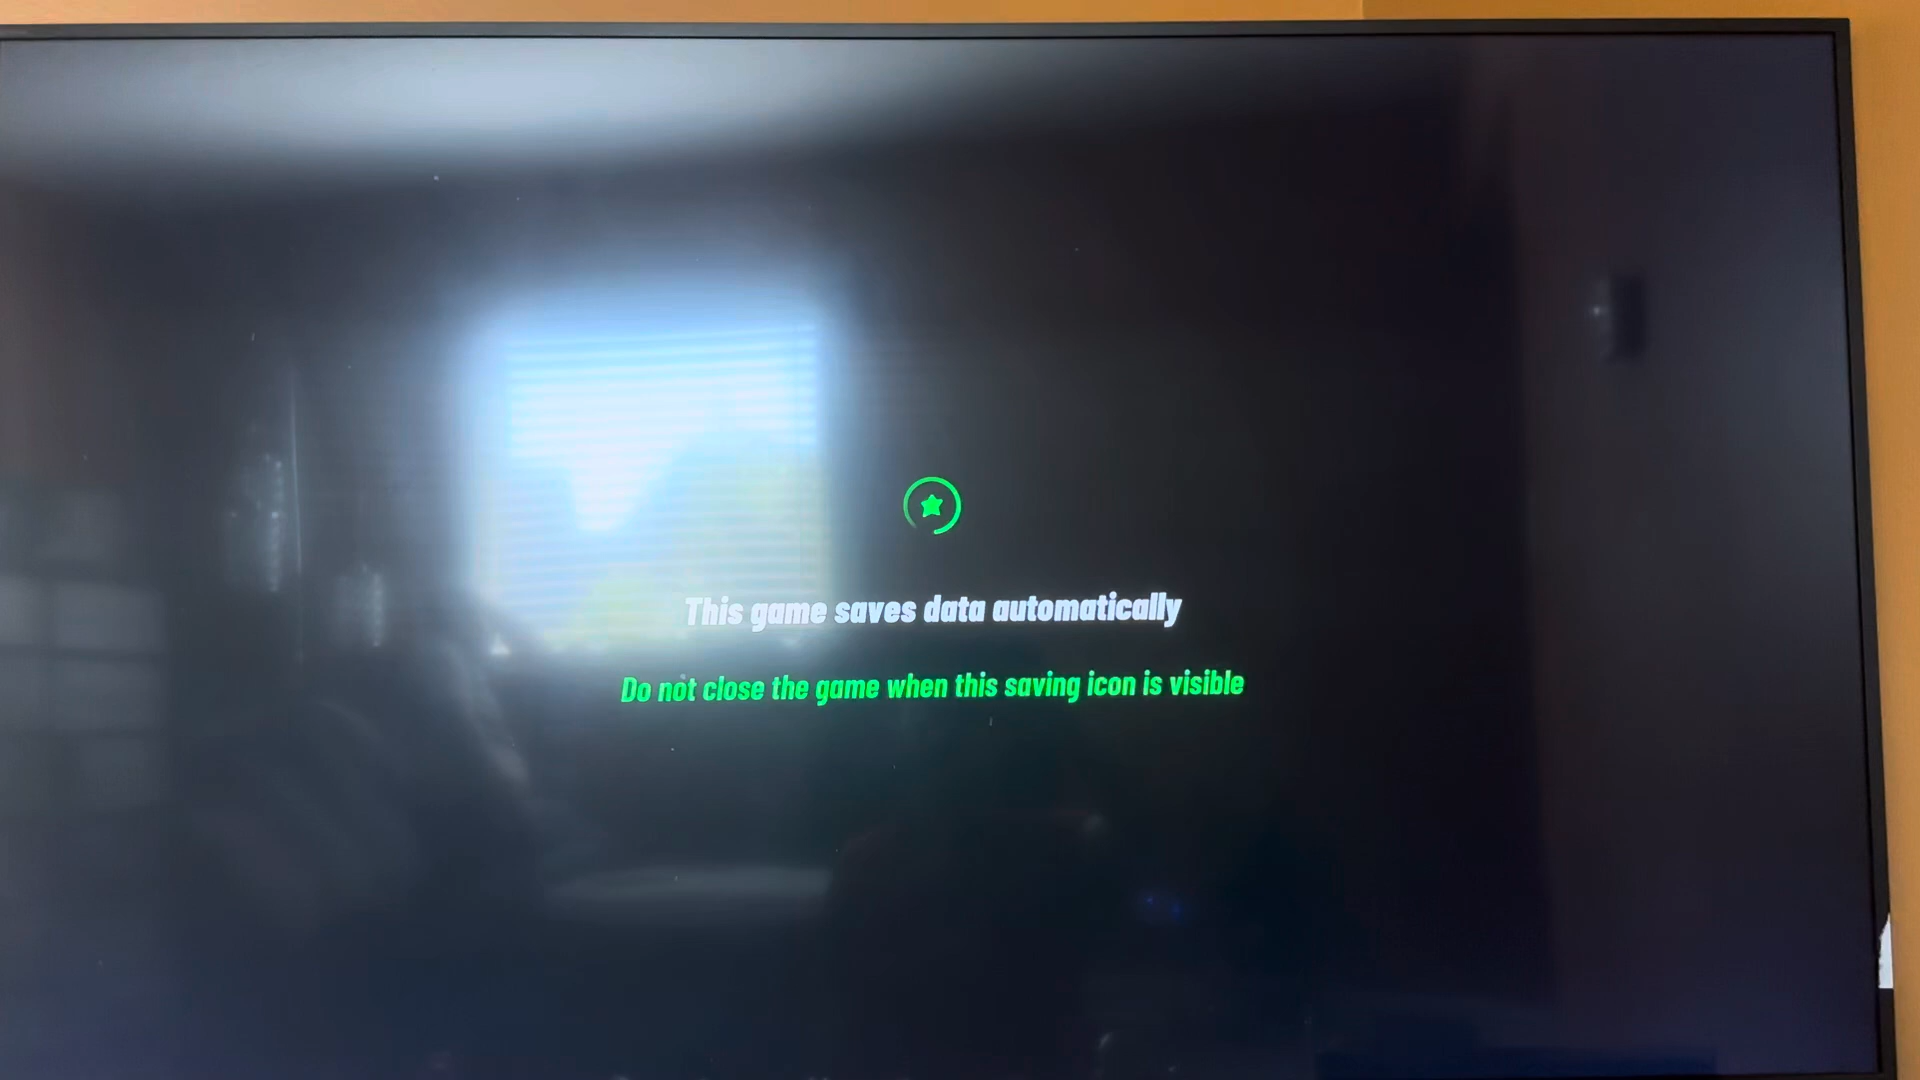 This game saves data automatically
Do not close the game when this saving icon is visible